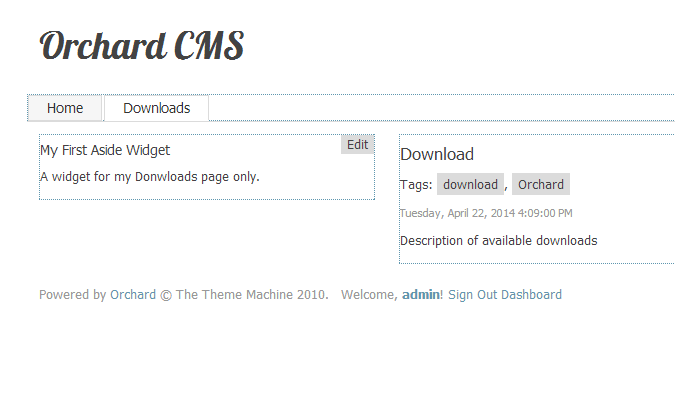 Orchard CMS
Home Downloads
My First Aside Widget Edit
A widget for my Donwloads page only.
Download
Tags: download, Orchard
Tuesday, April 22, 2014 4:09:00 PM
Description of available downloads
Powered by Orchard © The Theme Machine 2010. Welcome, admin! Sign Out Dashboard